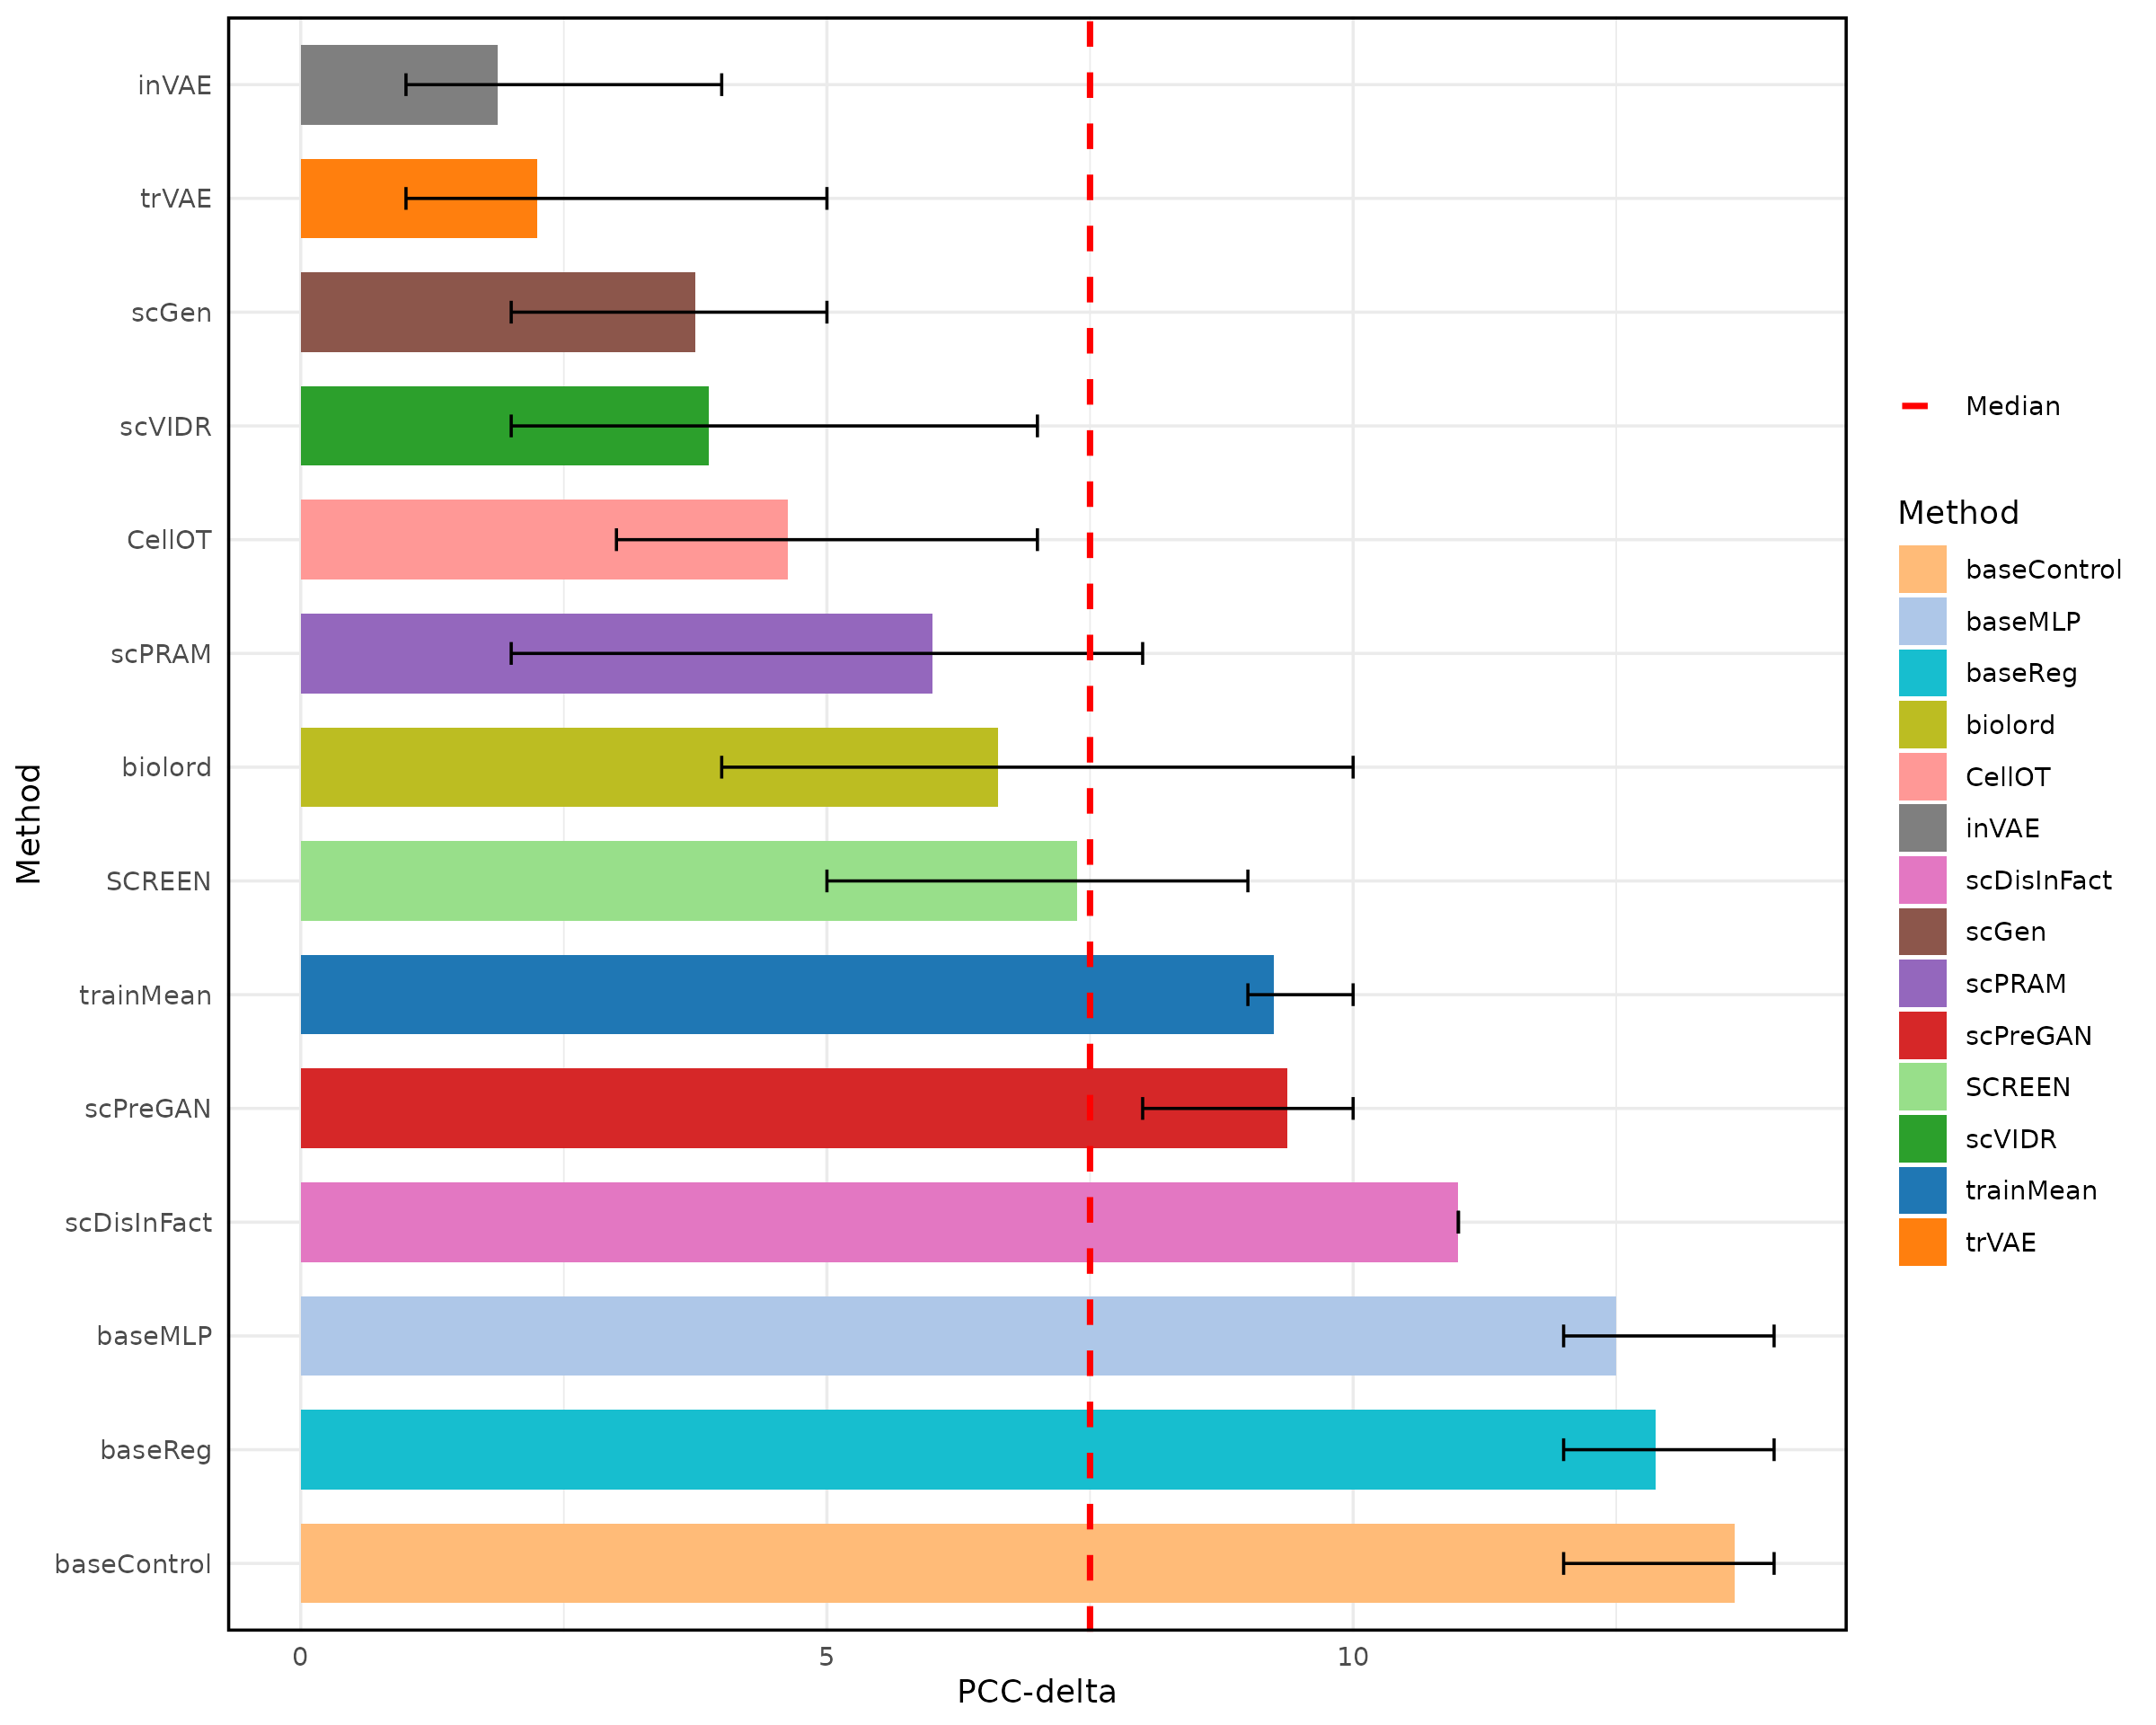 inVAE
trVAE
scGen
scVIDR
CellOT
scPRAM
biolord
SCREEN
trainMean
scPreGAN
scDisInFact
baseMLP
baseReg
baseControl
Method
0 5 10
PCC-delta
Median
Method
baseControl
baseMLP
baseReg
biolord
CellOT
inVAE
scDisInFact
scGen
scPRAM
scPreGAN
SCREEN
scVIDR
trainMean
trVAE